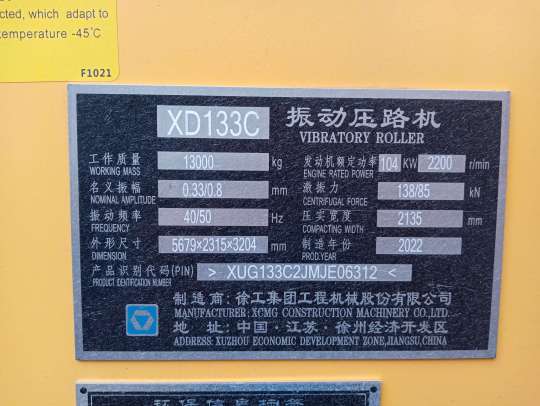 cted, which adapt to
temperature -45℃
F1021
XD133C 振动压路机
VIBRATORY ROLLER
工作质量 13000 kg 发动机额定功率 104 KW 2200 r/min
WORKING MASS ENGINE RATED POWER
名义振幅 0.33/0.8 mm 激振力 138/85 kN
NOMINAL AMPLITUDE CENTRIFUGAL FORCE
振动频率 40/50 Hz 压实宽度 2135 mm
FREQUENCY COMPACTING WIDTH
外形尺寸 5679×2315×3204 mm 制造年份 2022
DIMENSION PROD.YEAR
产品识别代码(PIN) > XUG133C2JMJE06312 <
PRODUCT IDENTIFICATION NUMBER
制造商:徐工集团工程机械股份有限公司
MANUFACTURER: XCMG CONSTRUCTION MACHINERY CO.,LTD.
地 址:中国·江苏·徐州经济开发区
ADDRESS: XUZHOU ECONOMIC DEVELOPMENT ZONE,JIANGSU,CHINA
环保信息标签